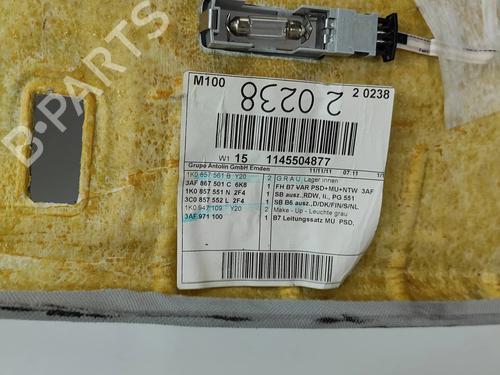 B-PARTS
M100
2 0238
2 0238
W1 15 1145504877
Grupo Antolin GmbH Emden 11/11/11 07:11
1K0 857 561 B Y20 2 G R A U, Lager innen
3AF 867 501 C 6K8 1 FH B7 VAR PSD+MU+NTW 3AF
1K0 857 551 N 2F4 1 SB ausz.,RDW, li., PG 551
3C0 857 552 L 2F4 1 SB B6 ausz.,D/DK/FIN/S/NL
1K0 947 109 Y20 2 Make - Up - Leuchte grau
3AF 971 100 1 B7 Leitungssatz MU PSD,